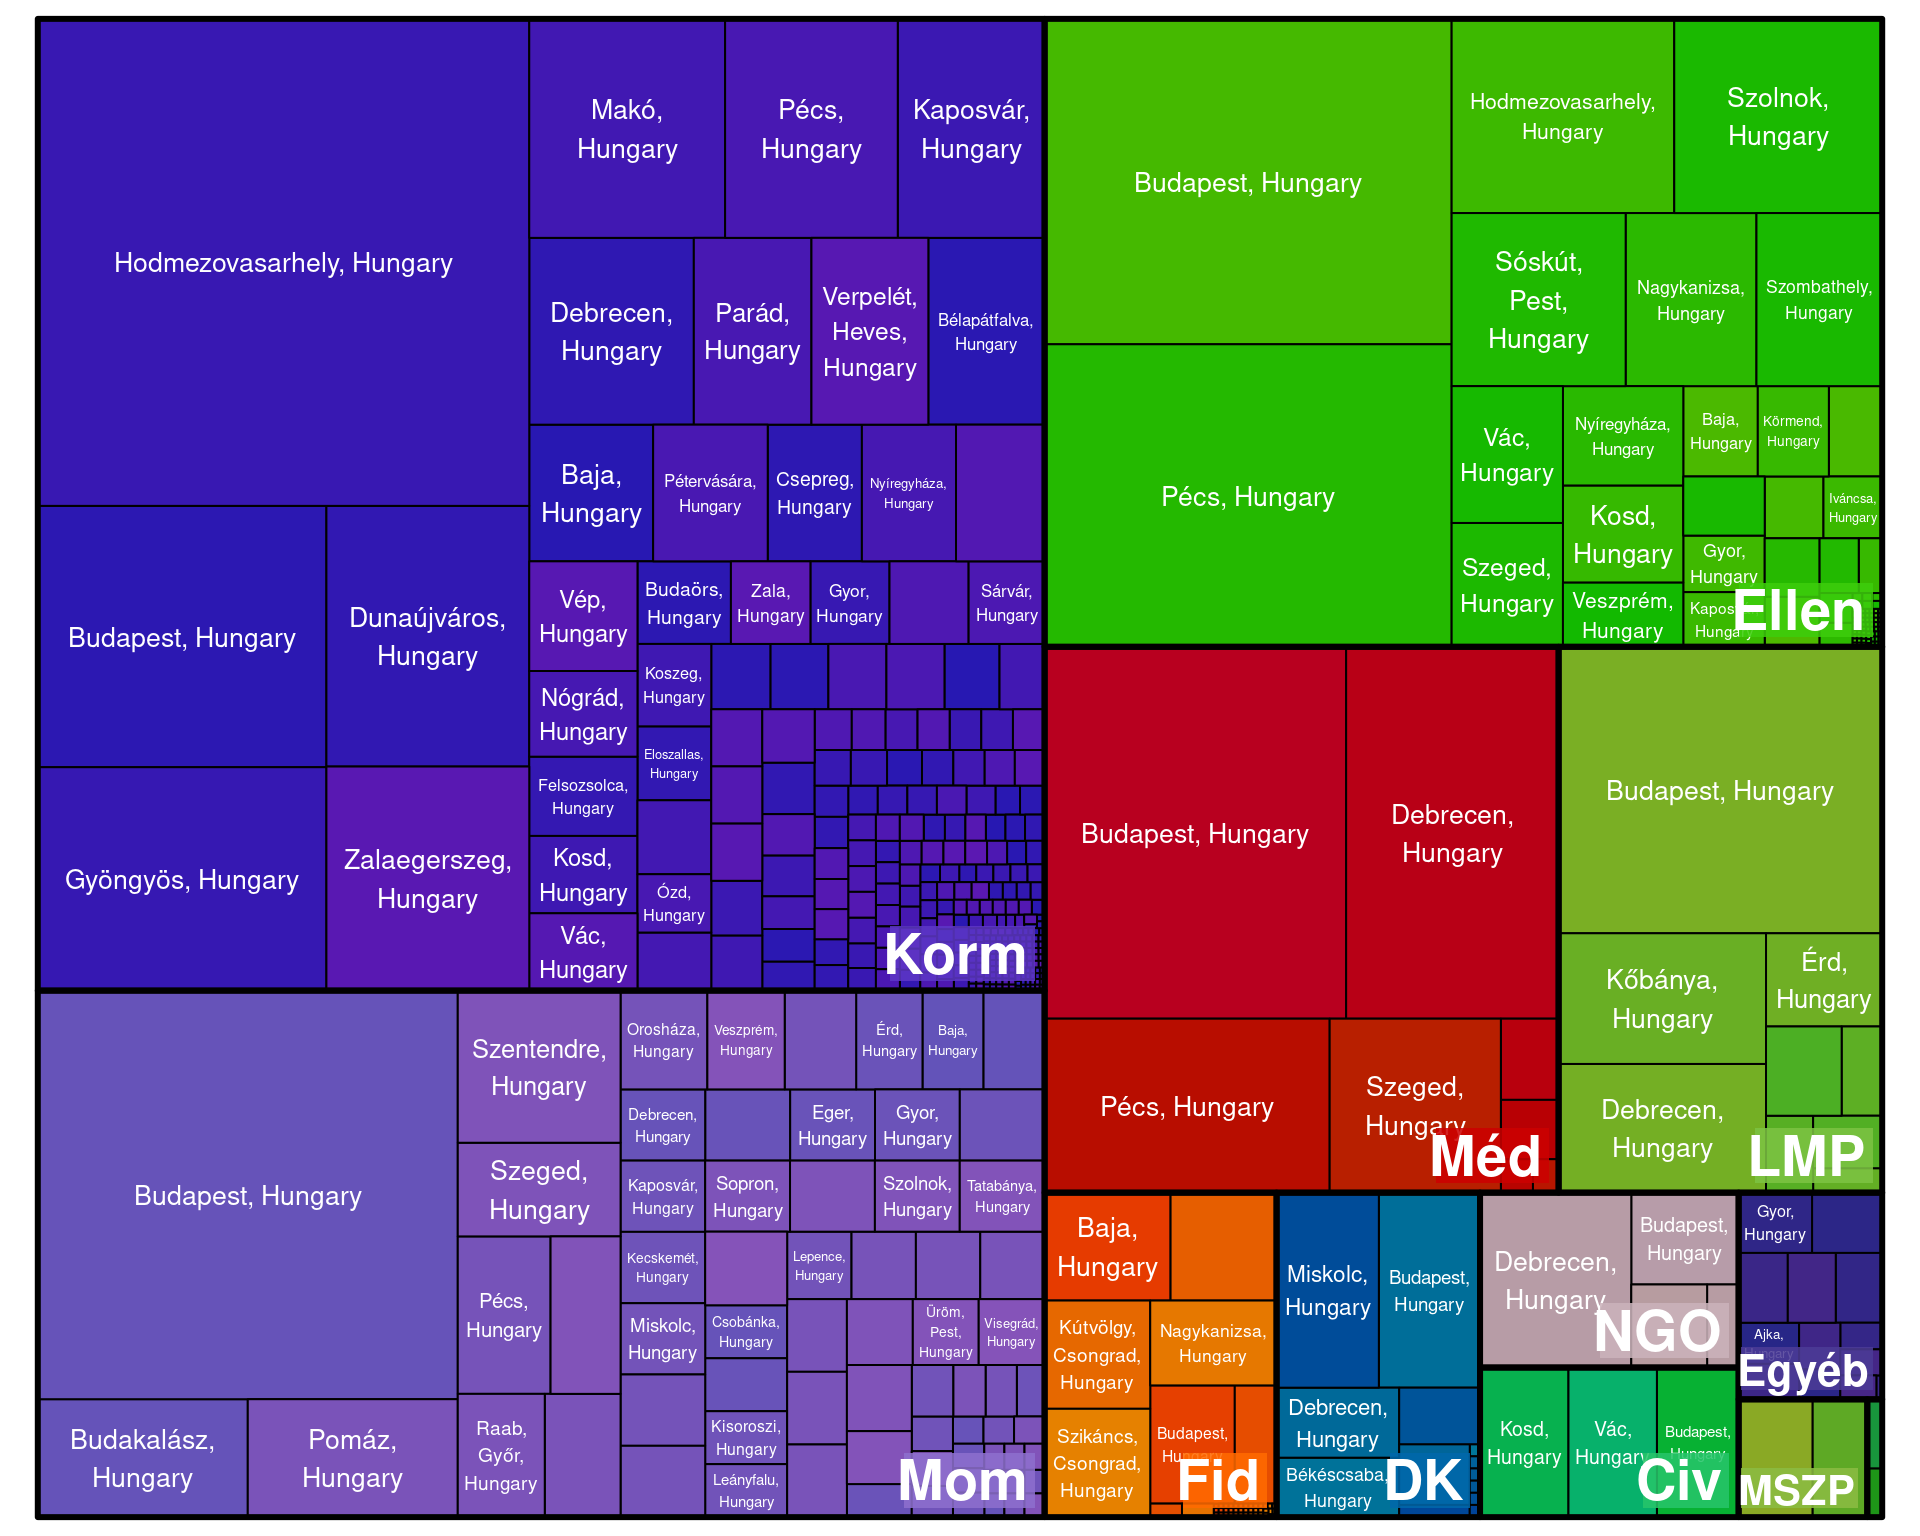 Hodmezovasarhely, Hungary
Budapest, Hungary
Dunaújváros,
Hungary
Gyöngyös, Hungary
Zalaegerszeg,
Hungary
Makó,
Hungary
Pécs,
Hungary
Kaposvár,
Hungary
Debrecen,
Hungary
Parád,
Hungary
Verpelét,
Heves,
Hungary
Bélapátfalva,
Hungary
Baja,
Hungary
Pétervására,
Hungary
Csepreg,
Hungary
Nyíregyháza,
Hungary
Vép,
Hungary
Budaörs,
Hungary
Zala,
Hungary
Gyor,
Hungary
Sárvár,
Hungary
Nógrád,
Hungary
Koszeg,
Hungary
Eloszallas,
Hungary
Felsozsolca,
Hungary
Kosd,
Hungary
Ózd,
Hungary
Vác,
Hungary
Korm
Budapest, Hungary
Pécs, Hungary
Hodmezovasarhely,
Hungary
Szolnok,
Hungary
Sóskút,
Pest,
Hungary
Nagykanizsa,
Hungary
Szombathely,
Hungary
Vác,
Hungary
Nyíregyháza,
Hungary
Baja,
Hungary
Körmend,
Hungary
Kosd,
Hungary
Iváncsa,
Hungary
Gyor,
Hungary
Szeged,
Hungary
Veszprém,
Hungary
Kapos
Hungary
Ellen
Budapest, Hungary
Szentendre,
Hungary
Szeged,
Hungary
Pécs,
Hungary
Budakalász,
Hungary
Pomáz,
Hungary
Raab,
Győr,
Hungary
Orosháza,
Hungary
Veszprém,
Hungary
Érd,
Hungary
Baja,
Hungary
Debrecen,
Hungary
Eger,
Hungary
Gyor,
Hungary
Kaposvár,
Hungary
Sopron,
Hungary
Szolnok,
Hungary
Tatabánya,
Hungary
Kecskemét,
Hungary
Lepence,
Hungary
Miskolc,
Hungary
Csobánka,
Hungary
Üröm,
Pest,
Hungary
Visegrád,
Hungary
Kisoroszi,
Hungary
Leányfalu,
Hungary
Mom
Budapest, Hungary
Debrecen,
Hungary
Pécs, Hungary
Szeged,
Hungary
Méd
Budapest, Hungary
Kőbánya,
Hungary
Érd,
Hungary
Debrecen,
Hungary
LMP
Baja,
Hungary
Kútvölgy,
Csongrad,
Hungary
Nagykanizsa,
Hungary
Szikáncs,
Csongrad,
Hungary
Budapest,
Hungary
Fid
Miskolc,
Hungary
Budapest,
Hungary
Debrecen,
Hungary
Békéscsaba,
Hungary
DK
Debrecen,
Hungary
Budapest,
Hungary
NGO
Gyor,
Hungary
Ajka,
Hungary
Egyéb
Kosd,
Hungary
Vác,
Hungary
Budapest,
Hungary
Civ
MSZP